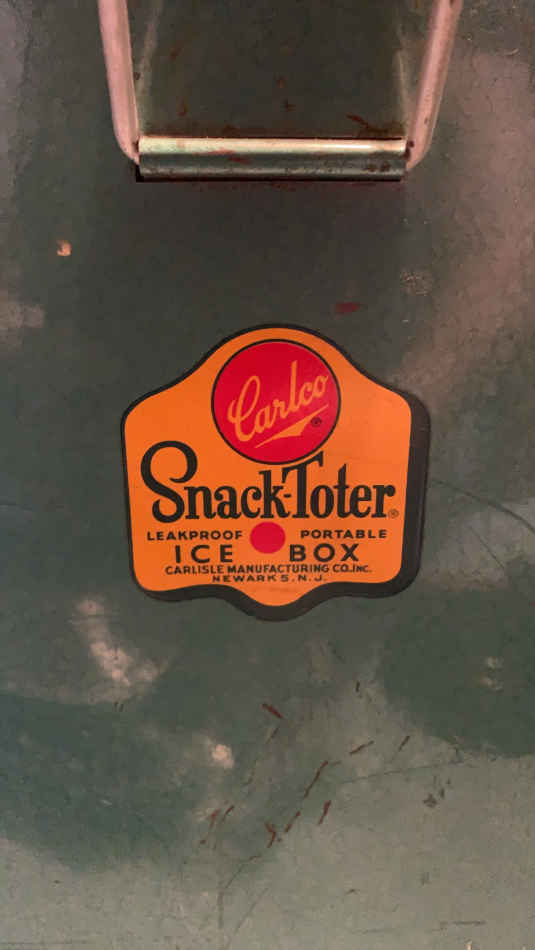 Carlco ®
Snack-Toter ®
LEAKPROOF PORTABLE
ICE BOX
CARLISLE MANUFACTURING CO.INC.
NEWARK 5, N. J.